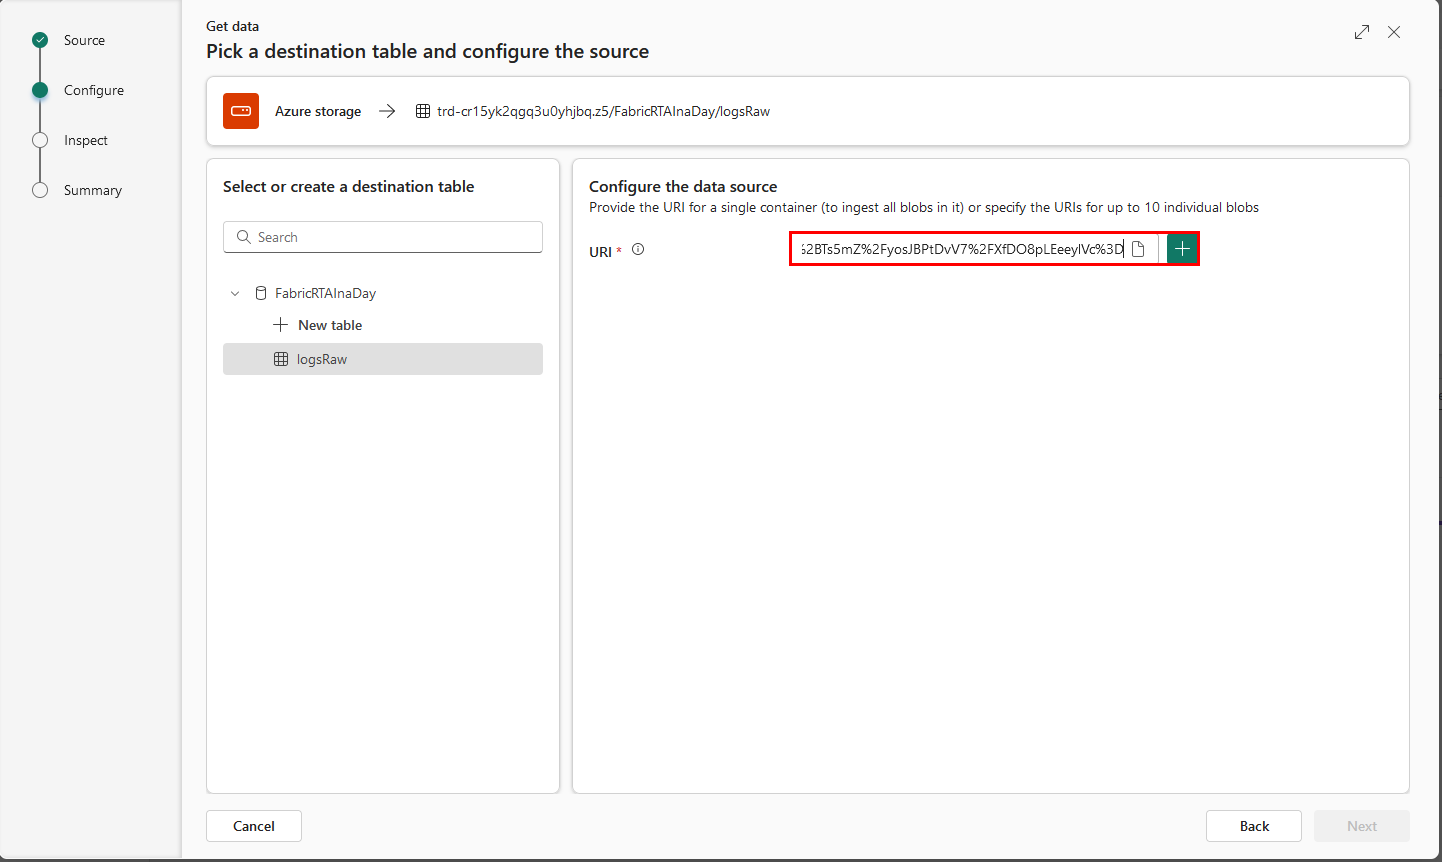 Source
Configure
Inspect
Summary
Get data
Pick a destination table and configure the source
Azure storage
trd-cr15yk2qgq3u0yhjbq.z5/FabricRTAInaDay/logsRaw
Select or create a destination table
Search
FabricRTAInaDay
New table
logsRaw
Configure the data source
Provide the URI for a single container (to ingest all blobs in it) or specify the URIs for up to 10 individual blobs
URI *
%2BTs5mZ%2FyosJBPtDvV7%2FXfDO8pLEeeylVc%3D
Cancel
Back
Next